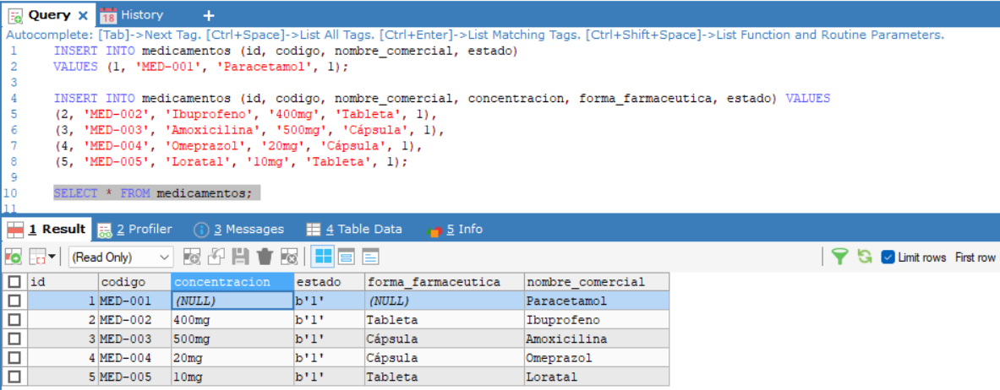 Query × 18 History +
Autocomplete: [Tab]->Next Tag. [Ctrl+Space]->List All Tags. [Ctrl+Enter]->List Matching Tags. [Ctrl+Shift+Space]->List Function and Routine Parameters.
1 INSERT INTO medicamentos (id, codigo, nombre_comercial, estado)
2 VALUES (1, 'MED-001', 'Paracetamol', 1);
3
4 INSERT INTO medicamentos (id, codigo, nombre_comercial, concentracion, forma_farmaceutica, estado) VALUES
5 (2, 'MED-002', 'Ibuprofeno', '400mg', 'Tableta', 1),
6 (3, 'MED-003', 'Amoxicilina', '500mg', 'Cápsula', 1),
7 (4, 'MED-004', 'Omeprazol', '20mg', 'Cápsula', 1),
8 (5, 'MED-005', 'Loratal', '10mg', 'Tableta', 1);
9
10 SELECT * FROM medicamentos;
11
1 Result 2 Profiler 3 Messages 4 Table Data 5 Info
(Read Only) Limit rows First row
id codigo concentracion estado forma_farmaceutica nombre_comercial
1 MED-001 (NULL) b'1' (NULL) Paracetamol
2 MED-002 400mg b'1' Tableta Ibuprofeno
3 MED-003 500mg b'1' Cápsula Amoxicilina
4 MED-004 20mg b'1' Cápsula Omeprazol
5 MED-005 10mg b'1' Tableta Loratal